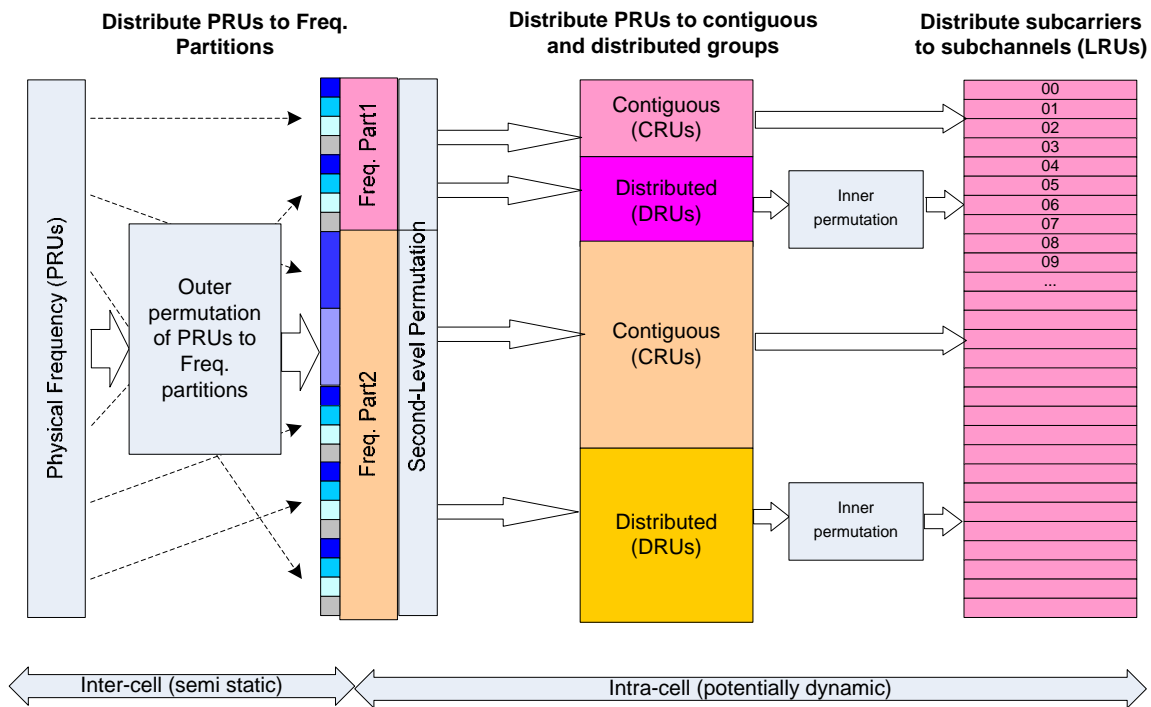 Distribute PRUs to Freq.
Partitions
Distribute PRUs to contiguous
and distributed groups
Distribute subcarriers
to subchannels (LRUs)
Physical Frequency (PRUs)
Outer
permutation
of PRUs to
Freq.
partitions
Freq. Part1
Freq. Part2
Second-Level Permutation
Contiguous
(CRUs)
Distributed
(DRUs)
Contiguous
(CRUs)
Distributed
(DRUs)
Inner
permutation
Inner
permutation
00
01
02
03
04
05
06
07
08
09
...
Inter-cell (semi static)
Intra-cell (potentially dynamic)